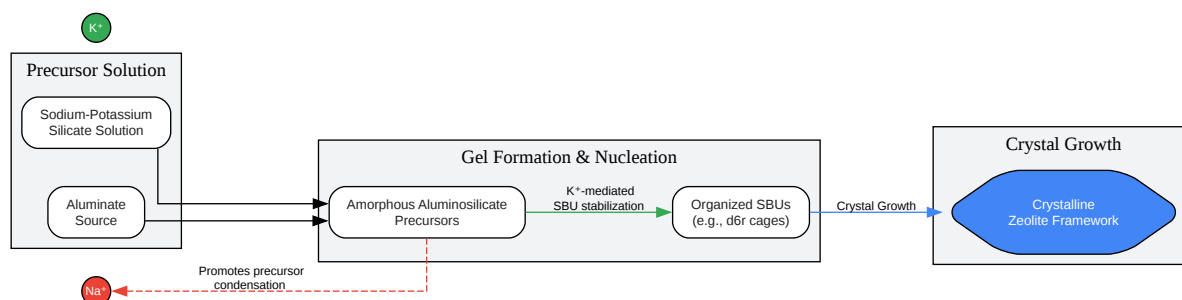 K⁺
Precursor Solution
Sodium-Potassium
Silicate Solution
Aluminate
Source
Na⁺
Promotes precursor
condensation
Gel Formation & Nucleation
Amorphous Aluminosilicate
Precursors
K⁺-mediated
SBU stabilization
Organized SBUs
(e.g., d6r cages)
Crystal Growth
Crystal Growth
Crystalline
Zeolite Framework